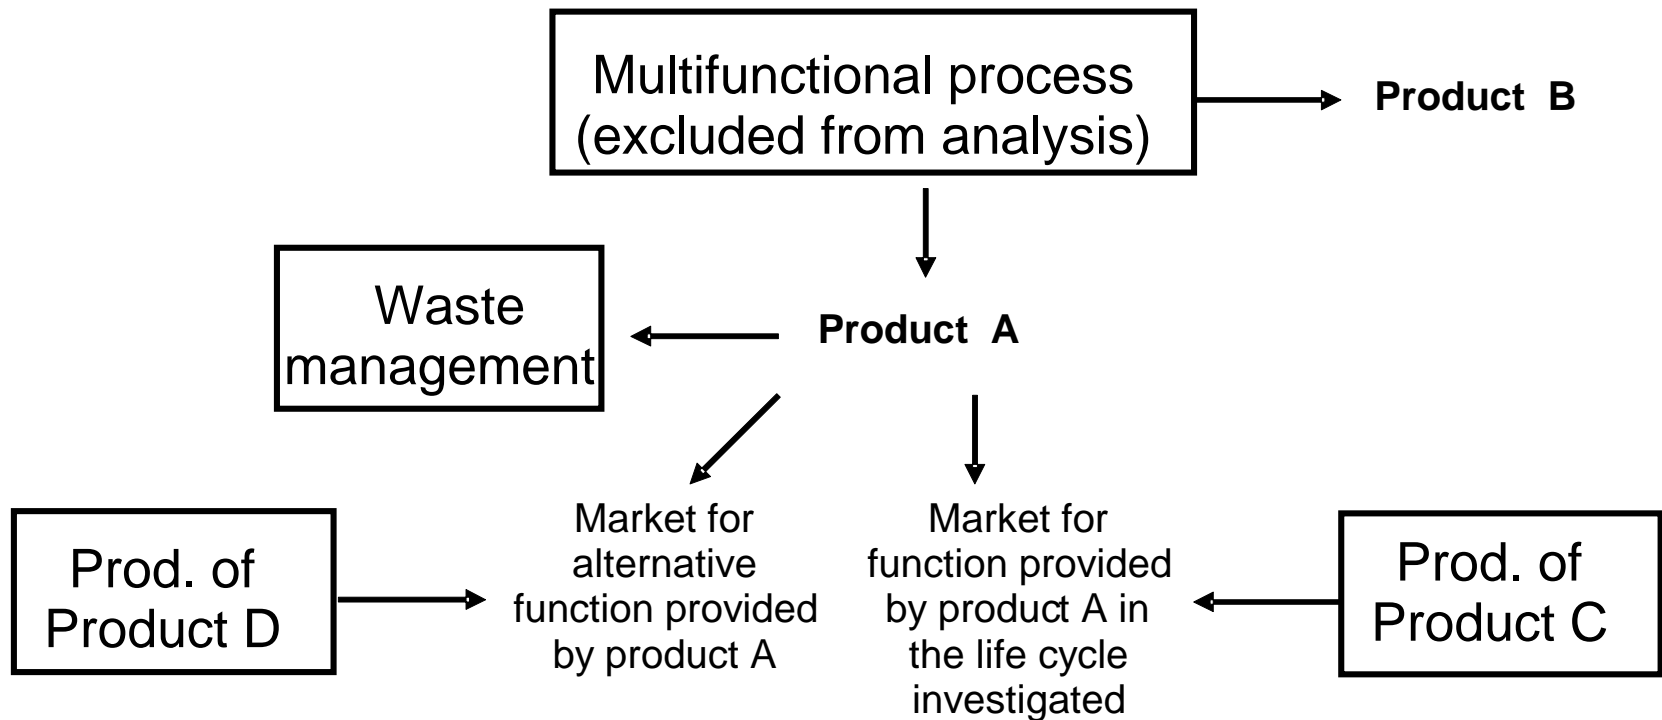 Multifunctional process
(excluded from analysis)
Product B
Waste
management
Product A
Prod. of
Product D
Market for
alternative
function provided
by product A
Market for
function provided
by product A in
the life cycle
investigated
Prod. of
Product C